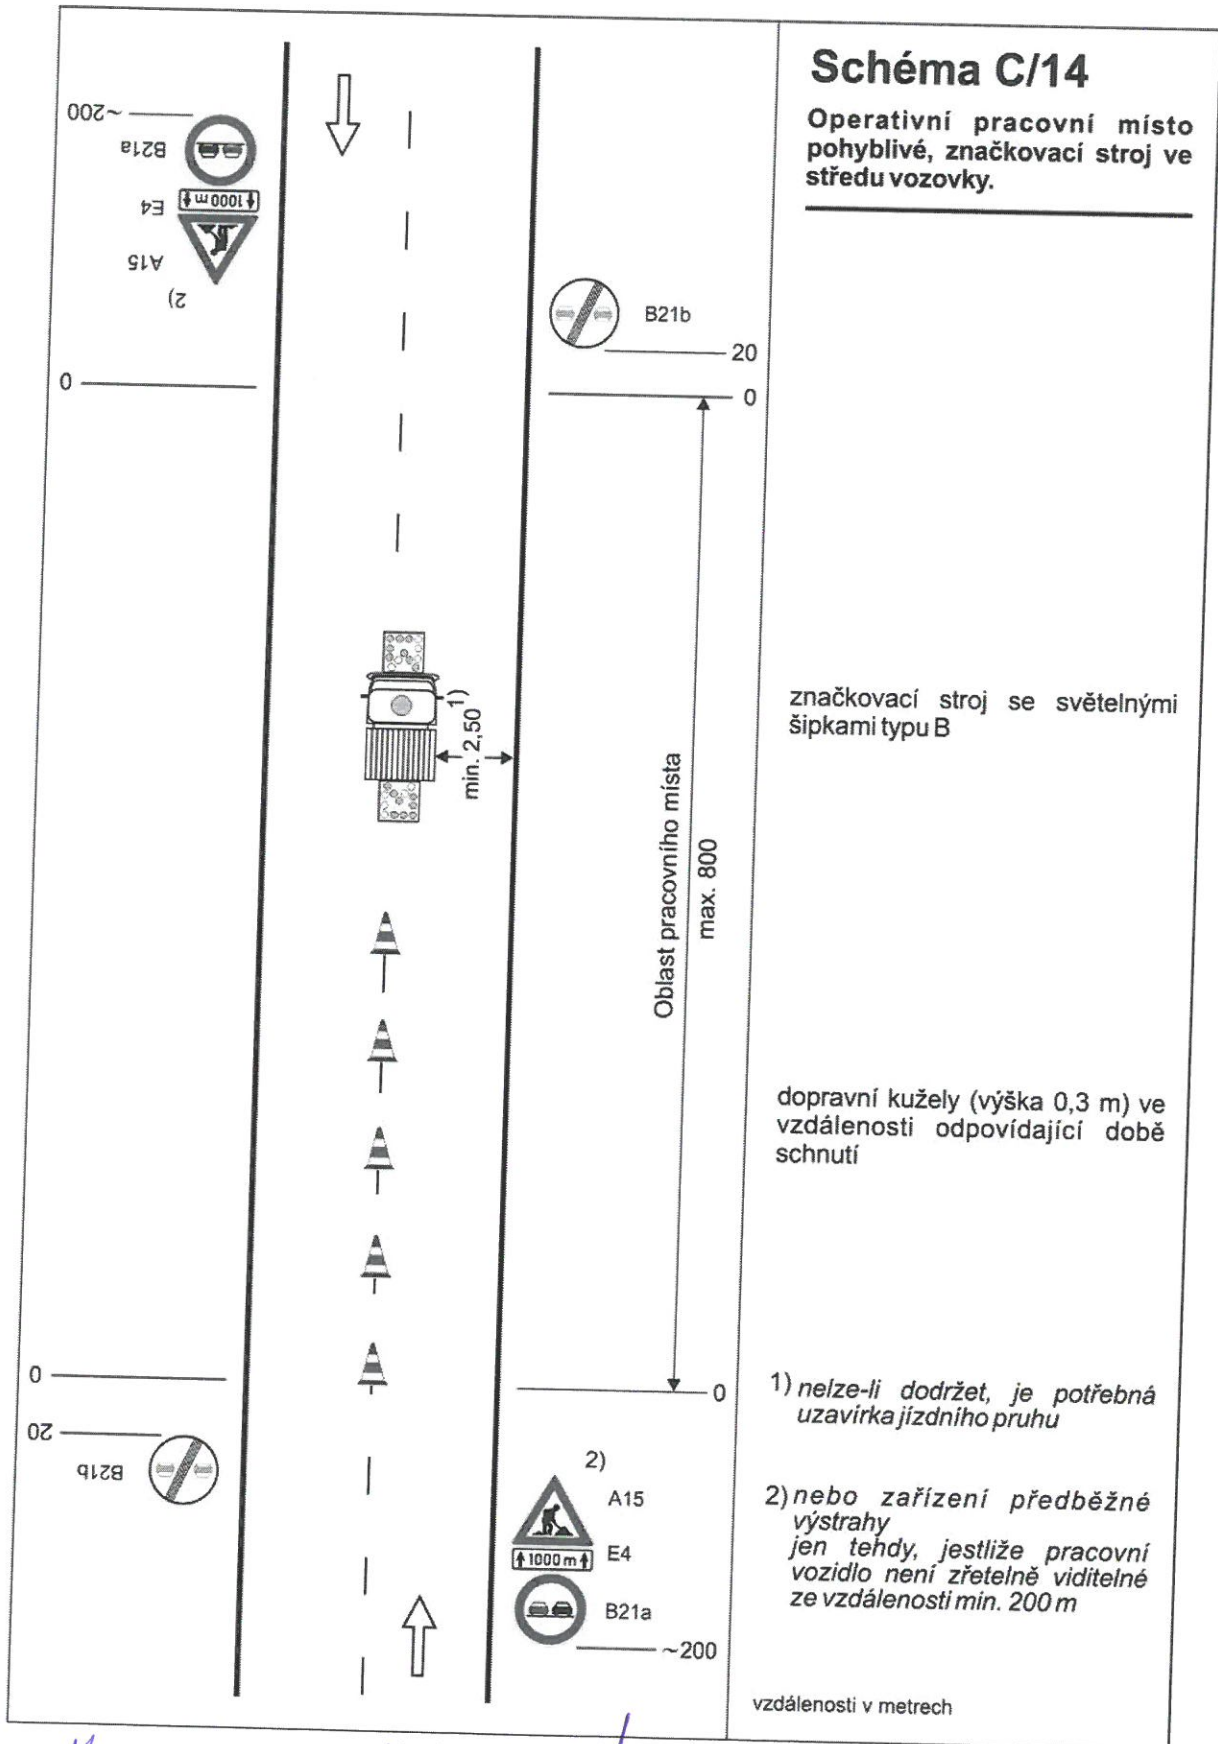 Schéma C/14
Operativní pracovní místo
pohyblivé, značkovací stroj ve
středu vozovky.
~200
B21a
1000 m
E4
A15
2)
B21b
20
0
0
1)
min. 2,50
značkovací stroj se světelnými
šipkami typu B
Oblast pracovního místa
max. 800
dopravní kužely (výška 0,3 m) ve
vzdálenosti odpovídající době
schnutí
0
0
20
B21b
1) nelze-li dodržet, je potřebná
uzavírka jízdního pruhu
2)
A15
1000 m
E4
B21a
~200
2) nebo zařízení předběžné
výstrahy
jen tehdy, jestliže pracovní
vozidlo není zřetelně viditelné
ze vzdálenosti min. 200 m
vzdálenosti v metrech